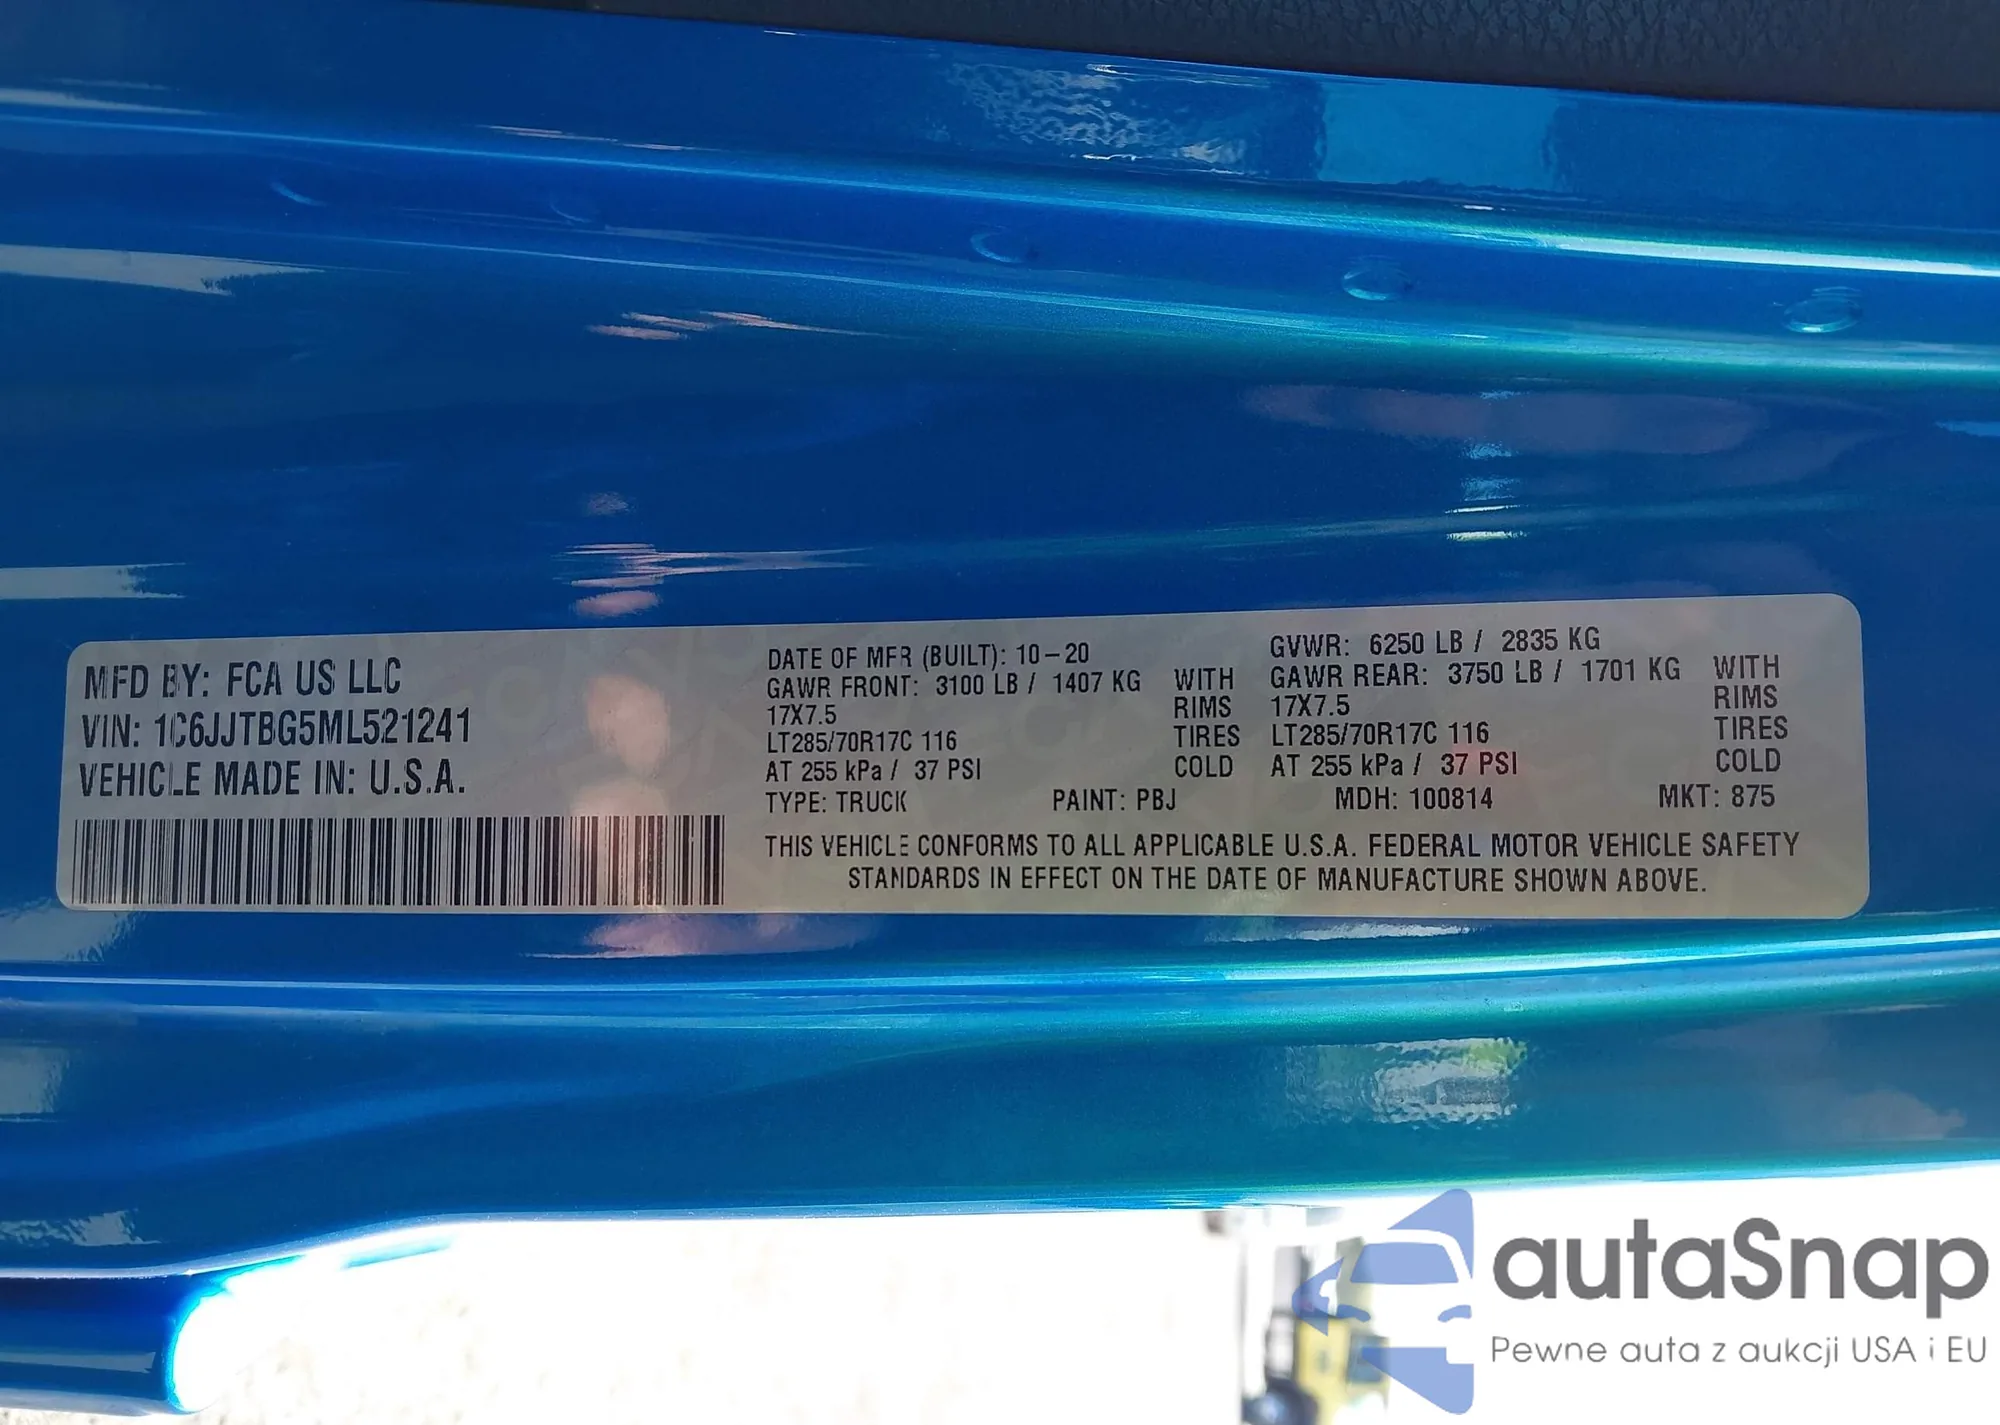 MFD BY: FCA US LLC
VIN: 1C6JJTBG5ML521241
VEHICLE MADE IN: U.S.A.
DATE OF MFR (BUILT): 10-20
GAWR FRONT: 3100 LB / 1407 KG WITH
17X7.5 RIMS
LT285/70R17C 116 TIRES
AT 255 kPa / 37 PSI COLD
GVWR: 6250 LB / 2835 KG
GAWR REAR: 3750 LB / 1701 KG WITH
17X7.5 RIMS
LT285/70R17C 116 TIRES
AT 255 kPa / 37 PSI COLD
TYPE: TRUCK PAINT: PBJ MDH: 100814 MKT: 875
THIS VEHICLE CONFORMS TO ALL APPLICABLE U.S.A. FEDERAL MOTOR VEHICLE SAFETY
STANDARDS IN EFFECT ON THE DATE OF MANUFACTURE SHOWN ABOVE.
autaSnap
Pewne auta z aukcji USA i EU